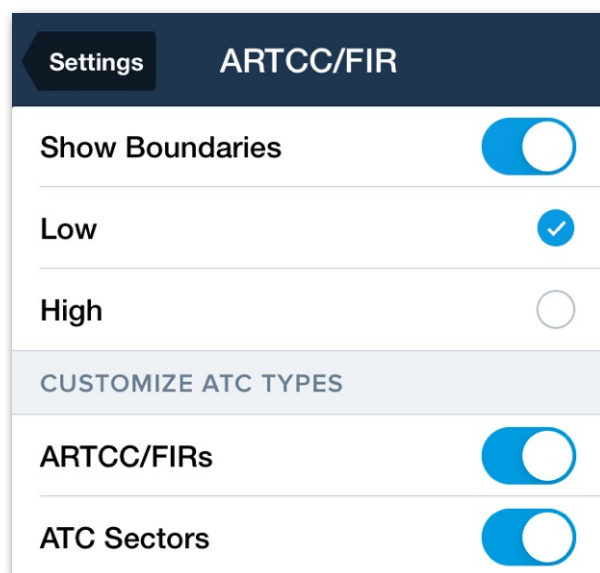 Settings
ARTCC/FIR
Show Boundaries
Low
High
CUSTOMIZE ATC TYPES
ARTCC/FIRs
ATC Sectors